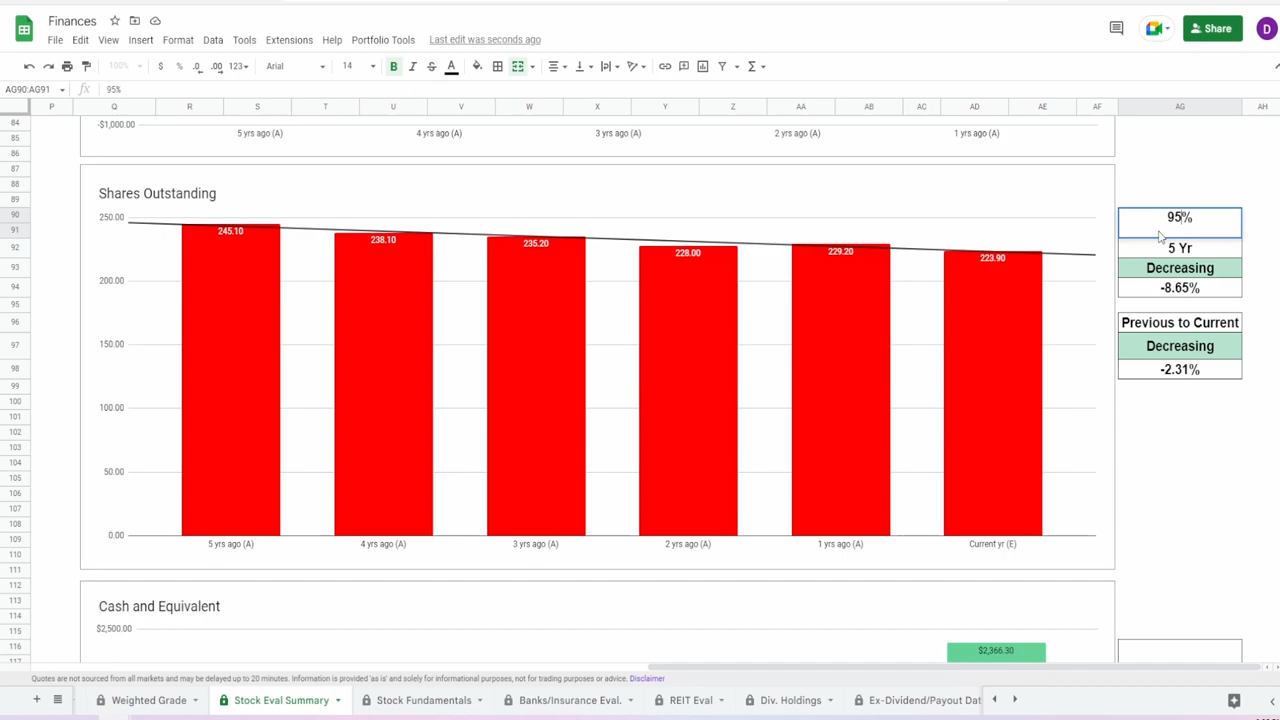 Finances
File Edit View Insert Format Data Tools Extensions Help Portfolio Tools Last edit was seconds ago
Share
D
100% $ % .0 .00 123 Arial 14 B I S A
AG90:AG91 fx 95%
P Q R S T U V W X Y Z AA AB AC AD AE AF AG AH
84
85
86
87
88
89
90
91
92
93
94
95
96
97
98
99
100
101
102
103
104
105
106
107
108
109
110
111
112
113
114
115
116
117
-$1,000.00
5 yrs ago (A) 4 yrs ago (A) 3 yrs ago (A) 2 yrs ago (A) 1 yrs ago (A)
Shares Outstanding
250.00
200.00
150.00
100.00
50.00
0.00
245.10 238.10 235.20 228.00 229.20 223.90
5 yrs ago (A) 4 yrs ago (A) 3 yrs ago (A) 2 yrs ago (A) 1 yrs ago (A) Current yr (E)
95%
5 Yr
Decreasing
-8.65%
Previous to Current
Decreasing
-2.31%
Cash and Equivalent
$2,500.00
$2,366.30
Quotes are not sourced from all markets and may be delayed up to 20 minutes. Information is provided 'as is' and solely for informational purposes, not for trading purposes or advice. Disclaimer
Weighted Grade Stock Eval Summary Stock Fundamentals Banks/Insurance Eval. REIT Eval Div. Holdings Ex-Dividend/Payout Dat